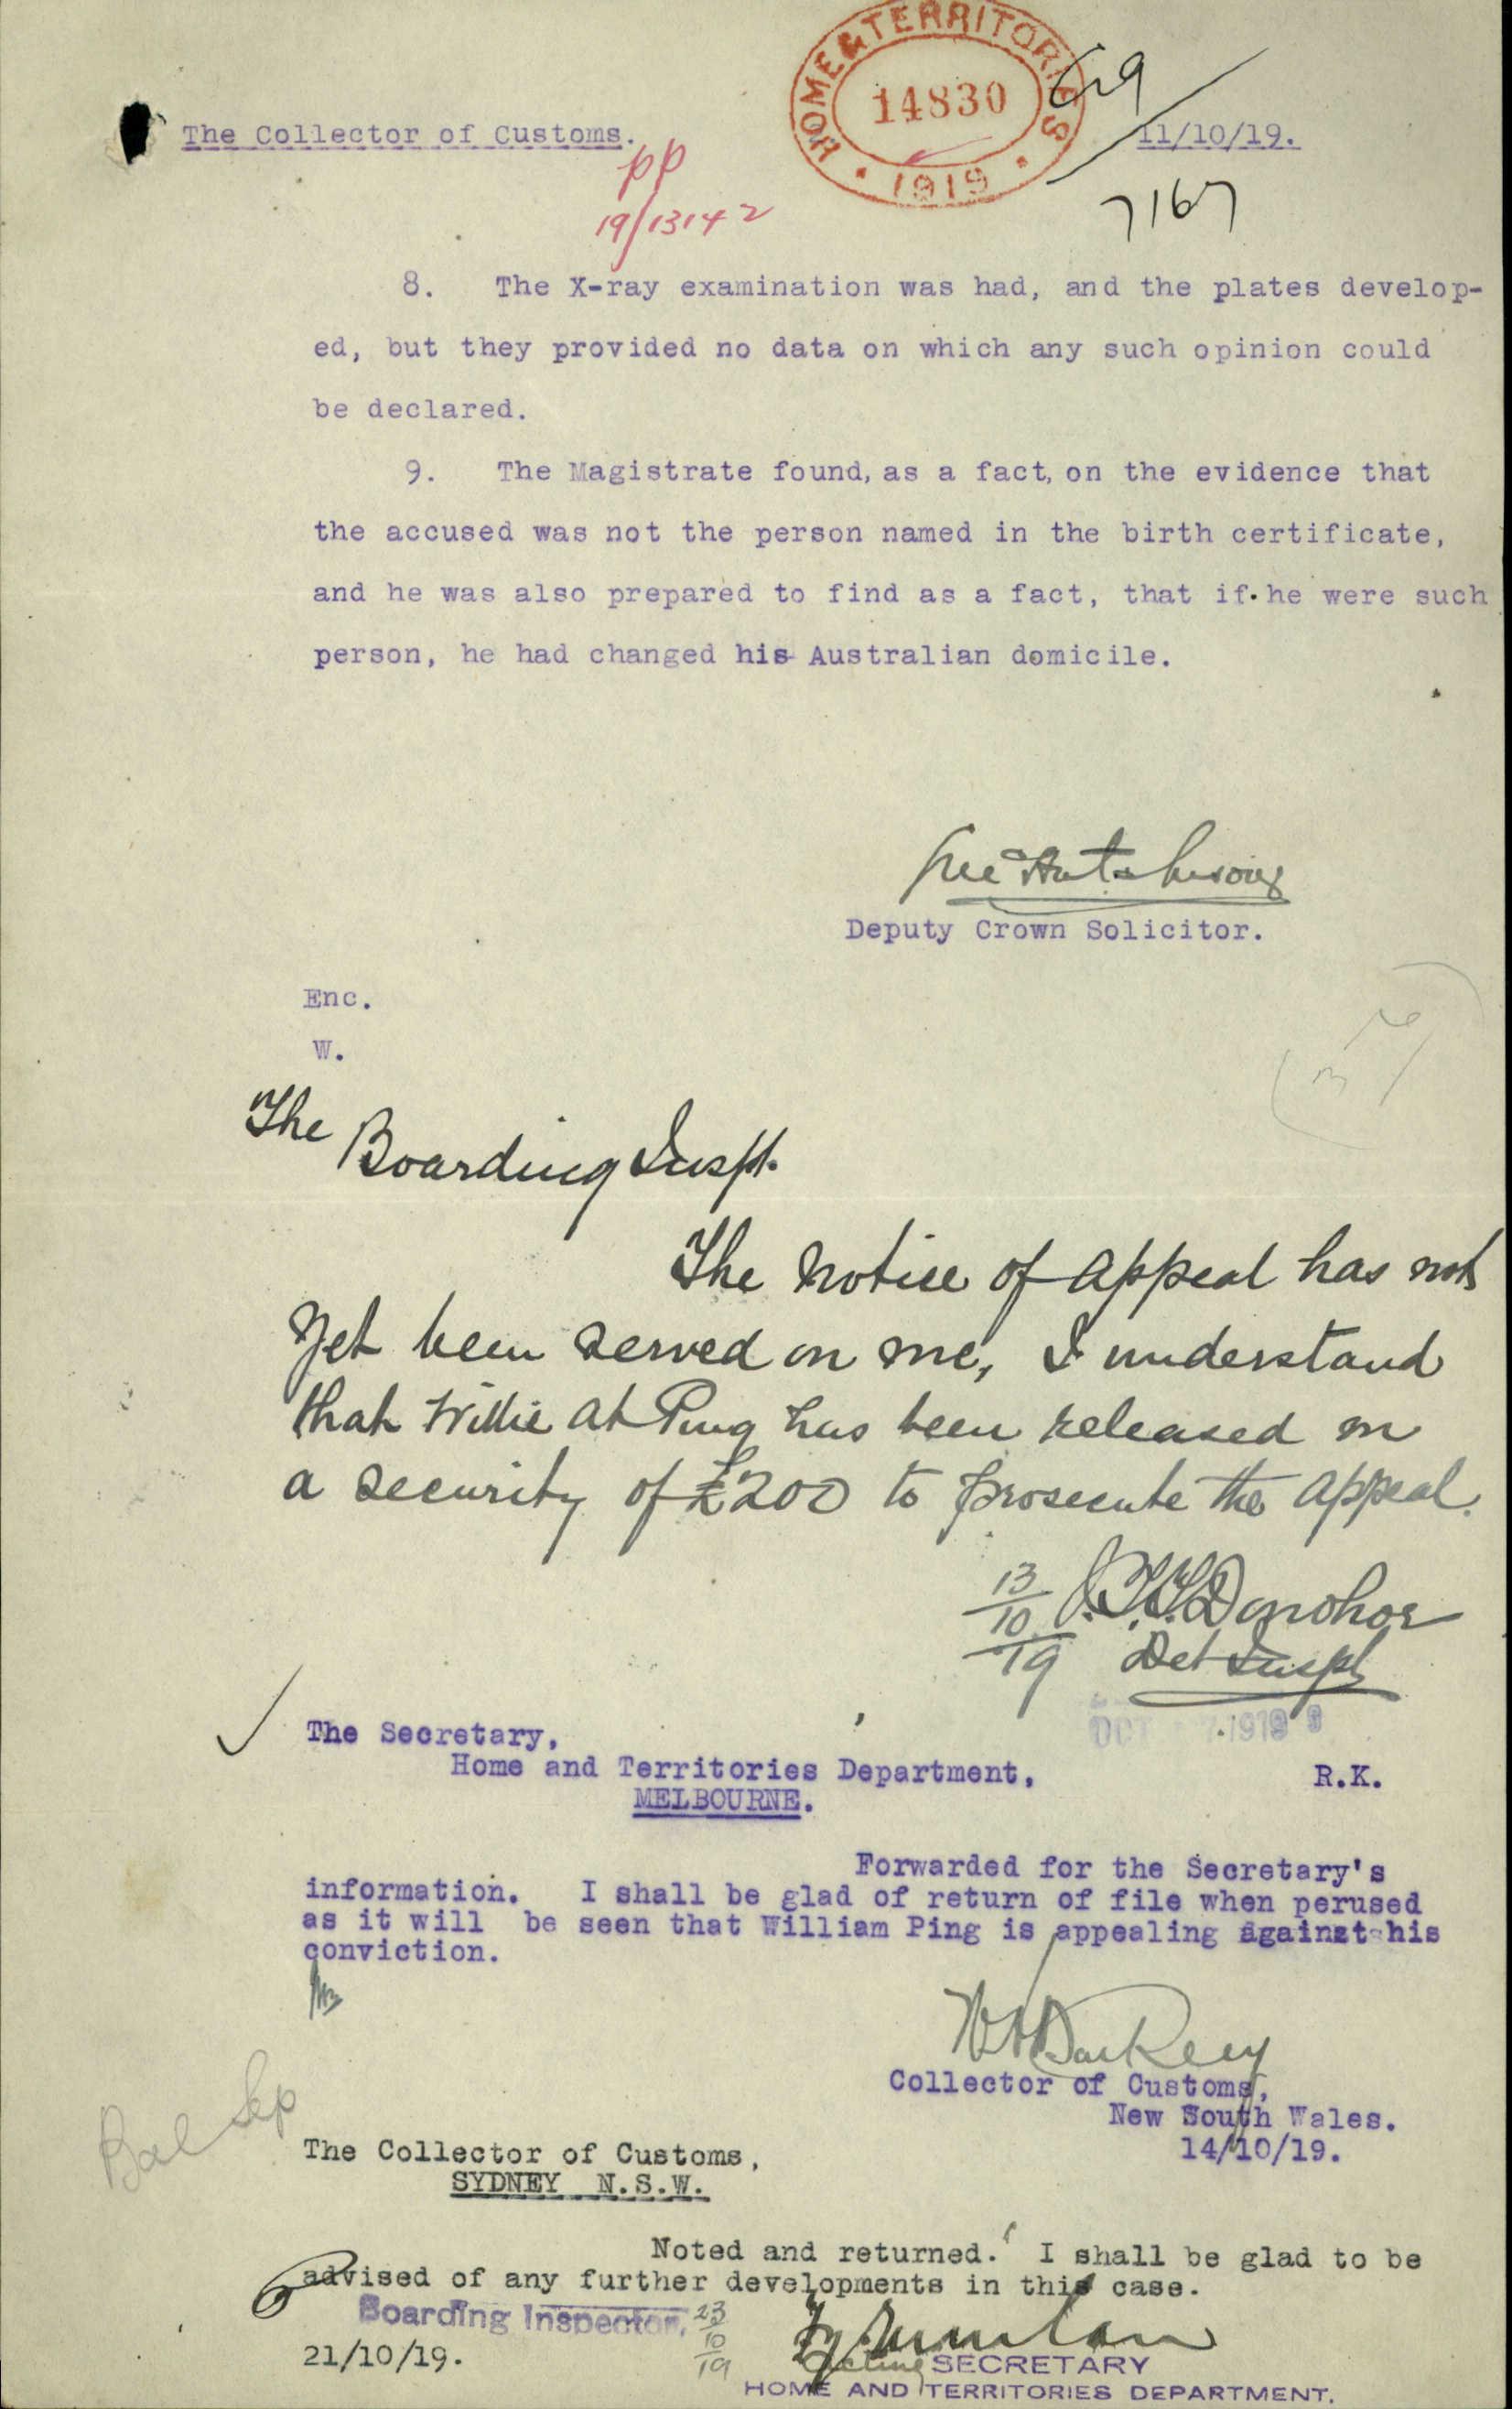 HOME & TERRITORIES
14830
1919
The Collector of Customs.
11/10/19.
pp
19/13142
7167
8. The X-ray examination was had, and the plates develop-
ed, but they provided no data on which any such opinion could
be declared.
9. The Magistrate found, as a fact, on the evidence that
the accused was not the person named in the birth certificate,
and he was also prepared to find as a fact, that if he were such
person, he had changed his Australian domicile.
Deputy Crown Solicitor.
Enc.
W.
The Boarding Inspt.
The Notice of Appeal has not
yet been served on me, I understand
that Willie Ah Ping has been released on
a security of £200 to prosecute the appeal.
13/10/19 Donohoe
Det Inspt
OCT 1919
The Secretary,
Home and Territories Department,
R.K.
MELBOURNE.
Forwarded for the Secretary's
information. I shall be glad of return of file when perused
as it will be seen that William Ping is appealing against his
conviction.
Collector of Customs,
New South Wales.
14/10/19.
The Collector of Customs,
SYDNEY N.S.W.
Noted and returned. I shall be glad to be
advised of any further developments in this case.
Boarding Inspector,
23/10/19
21/10/19.
Acting SECRETARY
HOME AND TERRITORIES DEPARTMENT.